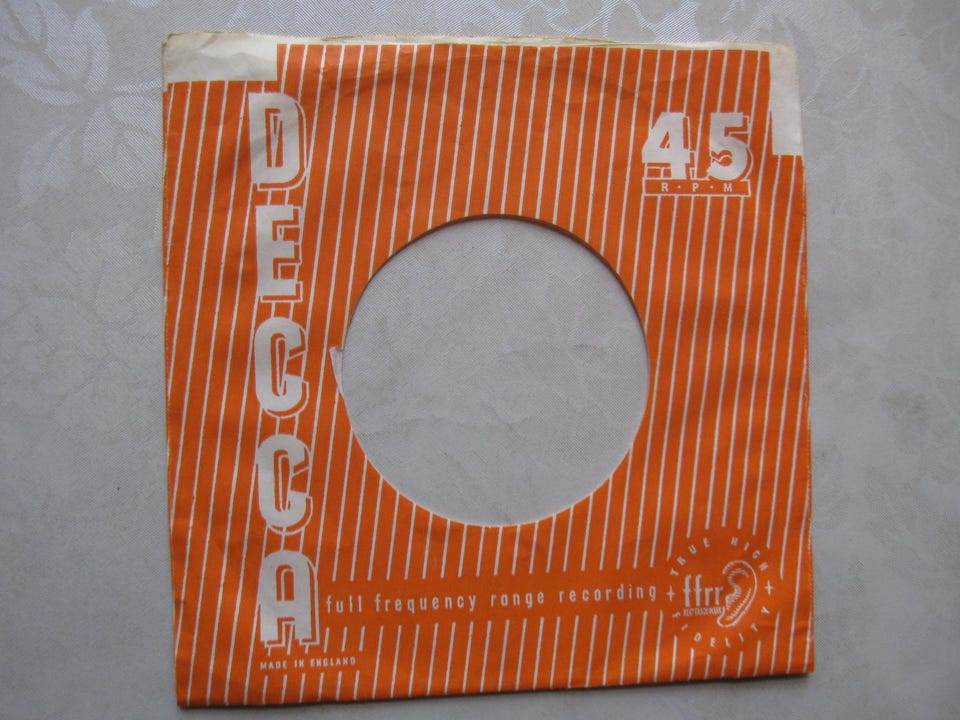 DECCA
45
R·P·M
full frequency range recording
TRUE HIGH
ffrr
FIDELITY
MADE IN ENGLAND